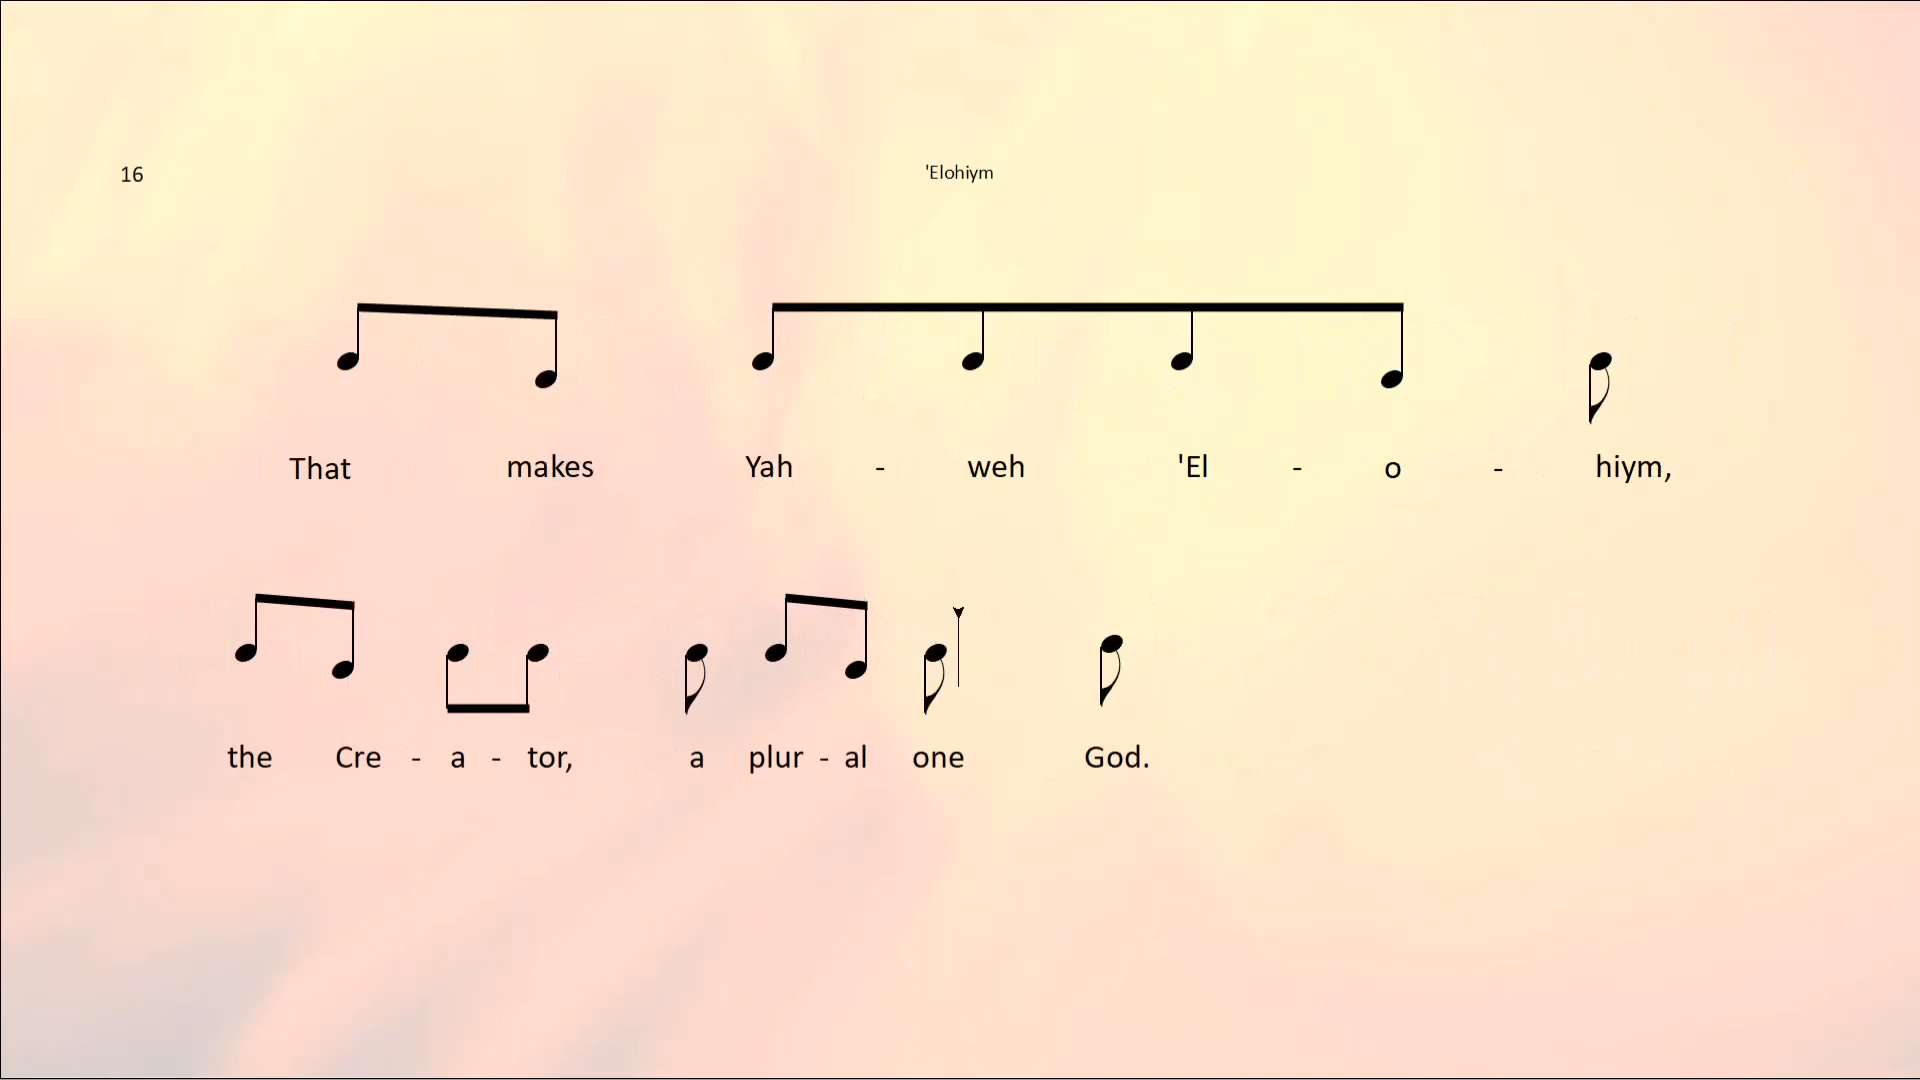 16
'Elohiym
That makes Yah - weh 'El - o - hiym,
the Cre - a - tor, a plur - al one God.